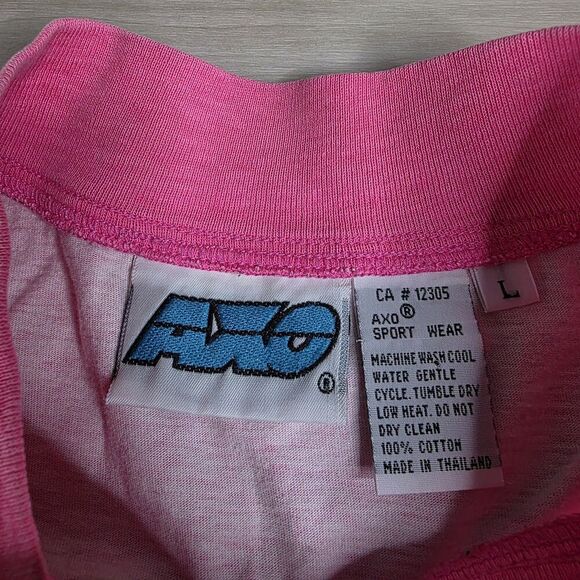 AXO
®
CA # 12305
AXO®
SPORT WEAR
MACHINE WASH COOL
WATER GENTLE
CYCLE. TUMBLE DRY
LOW HEAT. DO NOT
DRY CLEAN
100% COTTON
MADE IN THAILAND
L